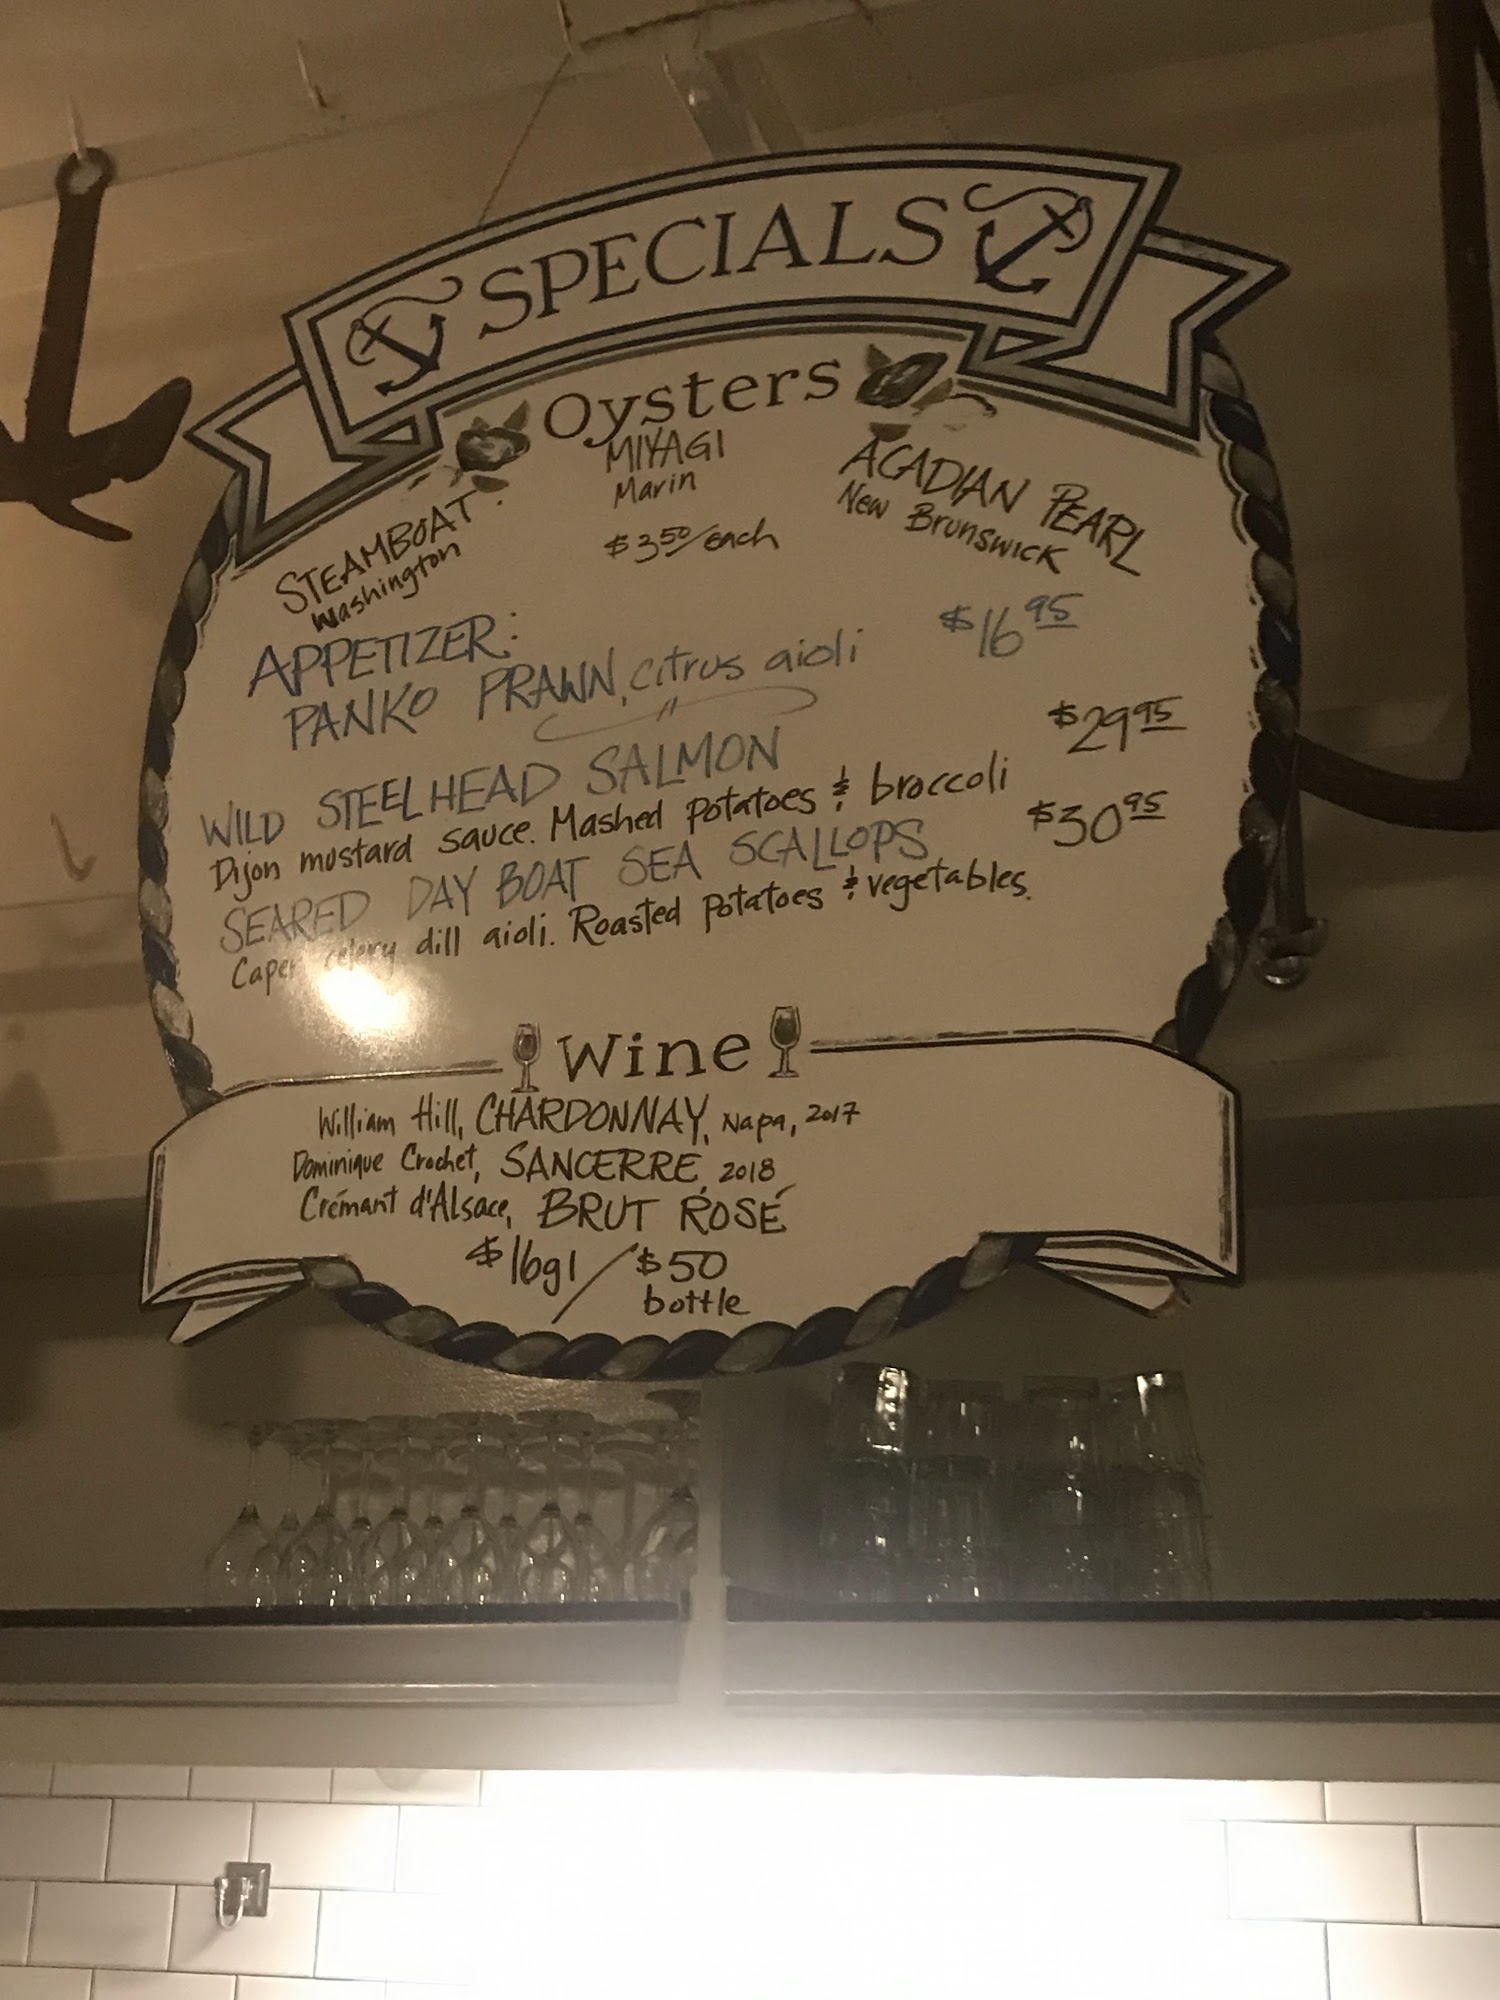 SPECIALS
Oysters
STEAMBOAT
Washington
MIYAGI
Marin
$3.50/each
ACADIAN PEARL
New Brunswick
APPETIZER:
PANKO PRAWN, citrus aioli $16.95
WILD STEELHEAD SALMON $29.95
Dijon mustard sauce. Mashed potatoes & broccoli
SEARED DAY BOAT SEA SCALLOPS $30.95
Caper celery dill aioli. Roasted potatoes & vegetables.
Wine
William Hill, CHARDONNAY, Napa, 2017
Dominique Crochet, SANCERRE, 2018
Crémant d'Alsace, BRUT ROSÉ
$16gl / $50
bottle